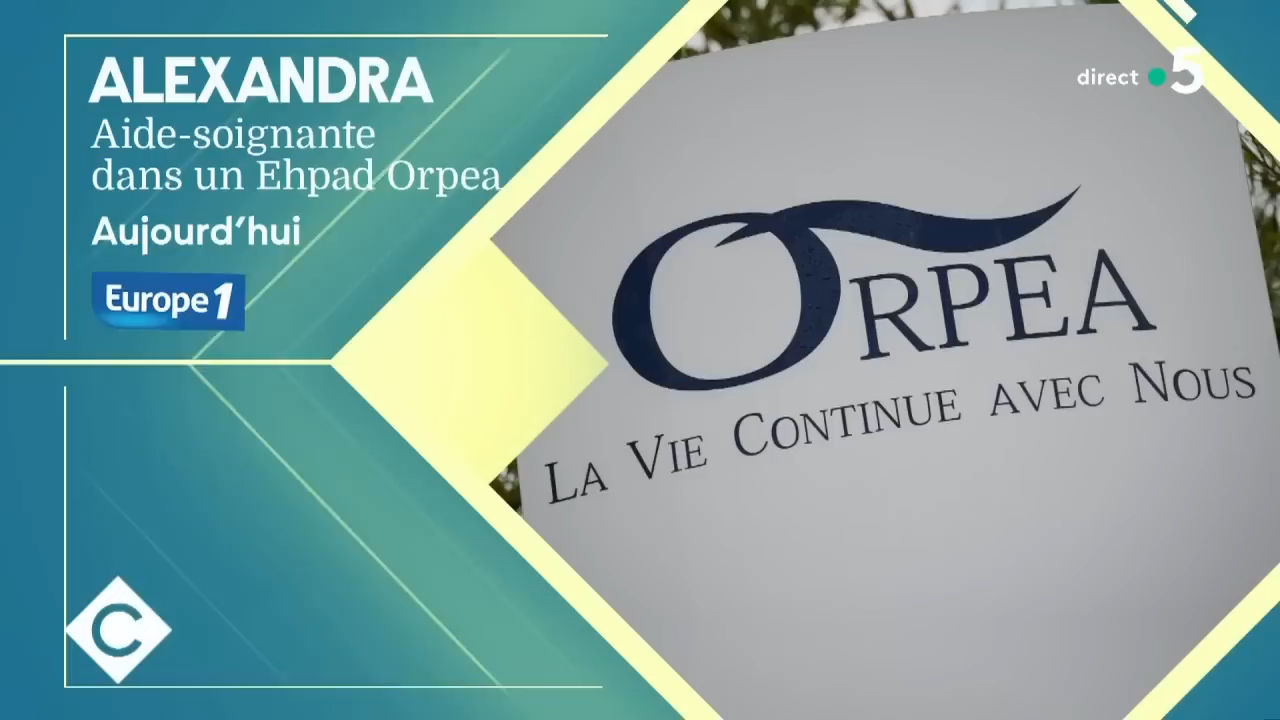 ALEXANDRA
Aide-soignante
dans un Ehpad Orpea
Aujourd'hui
Europe 1
C
direct 5
ORPEA
LA VIE CONTINUE AVEC NOUS